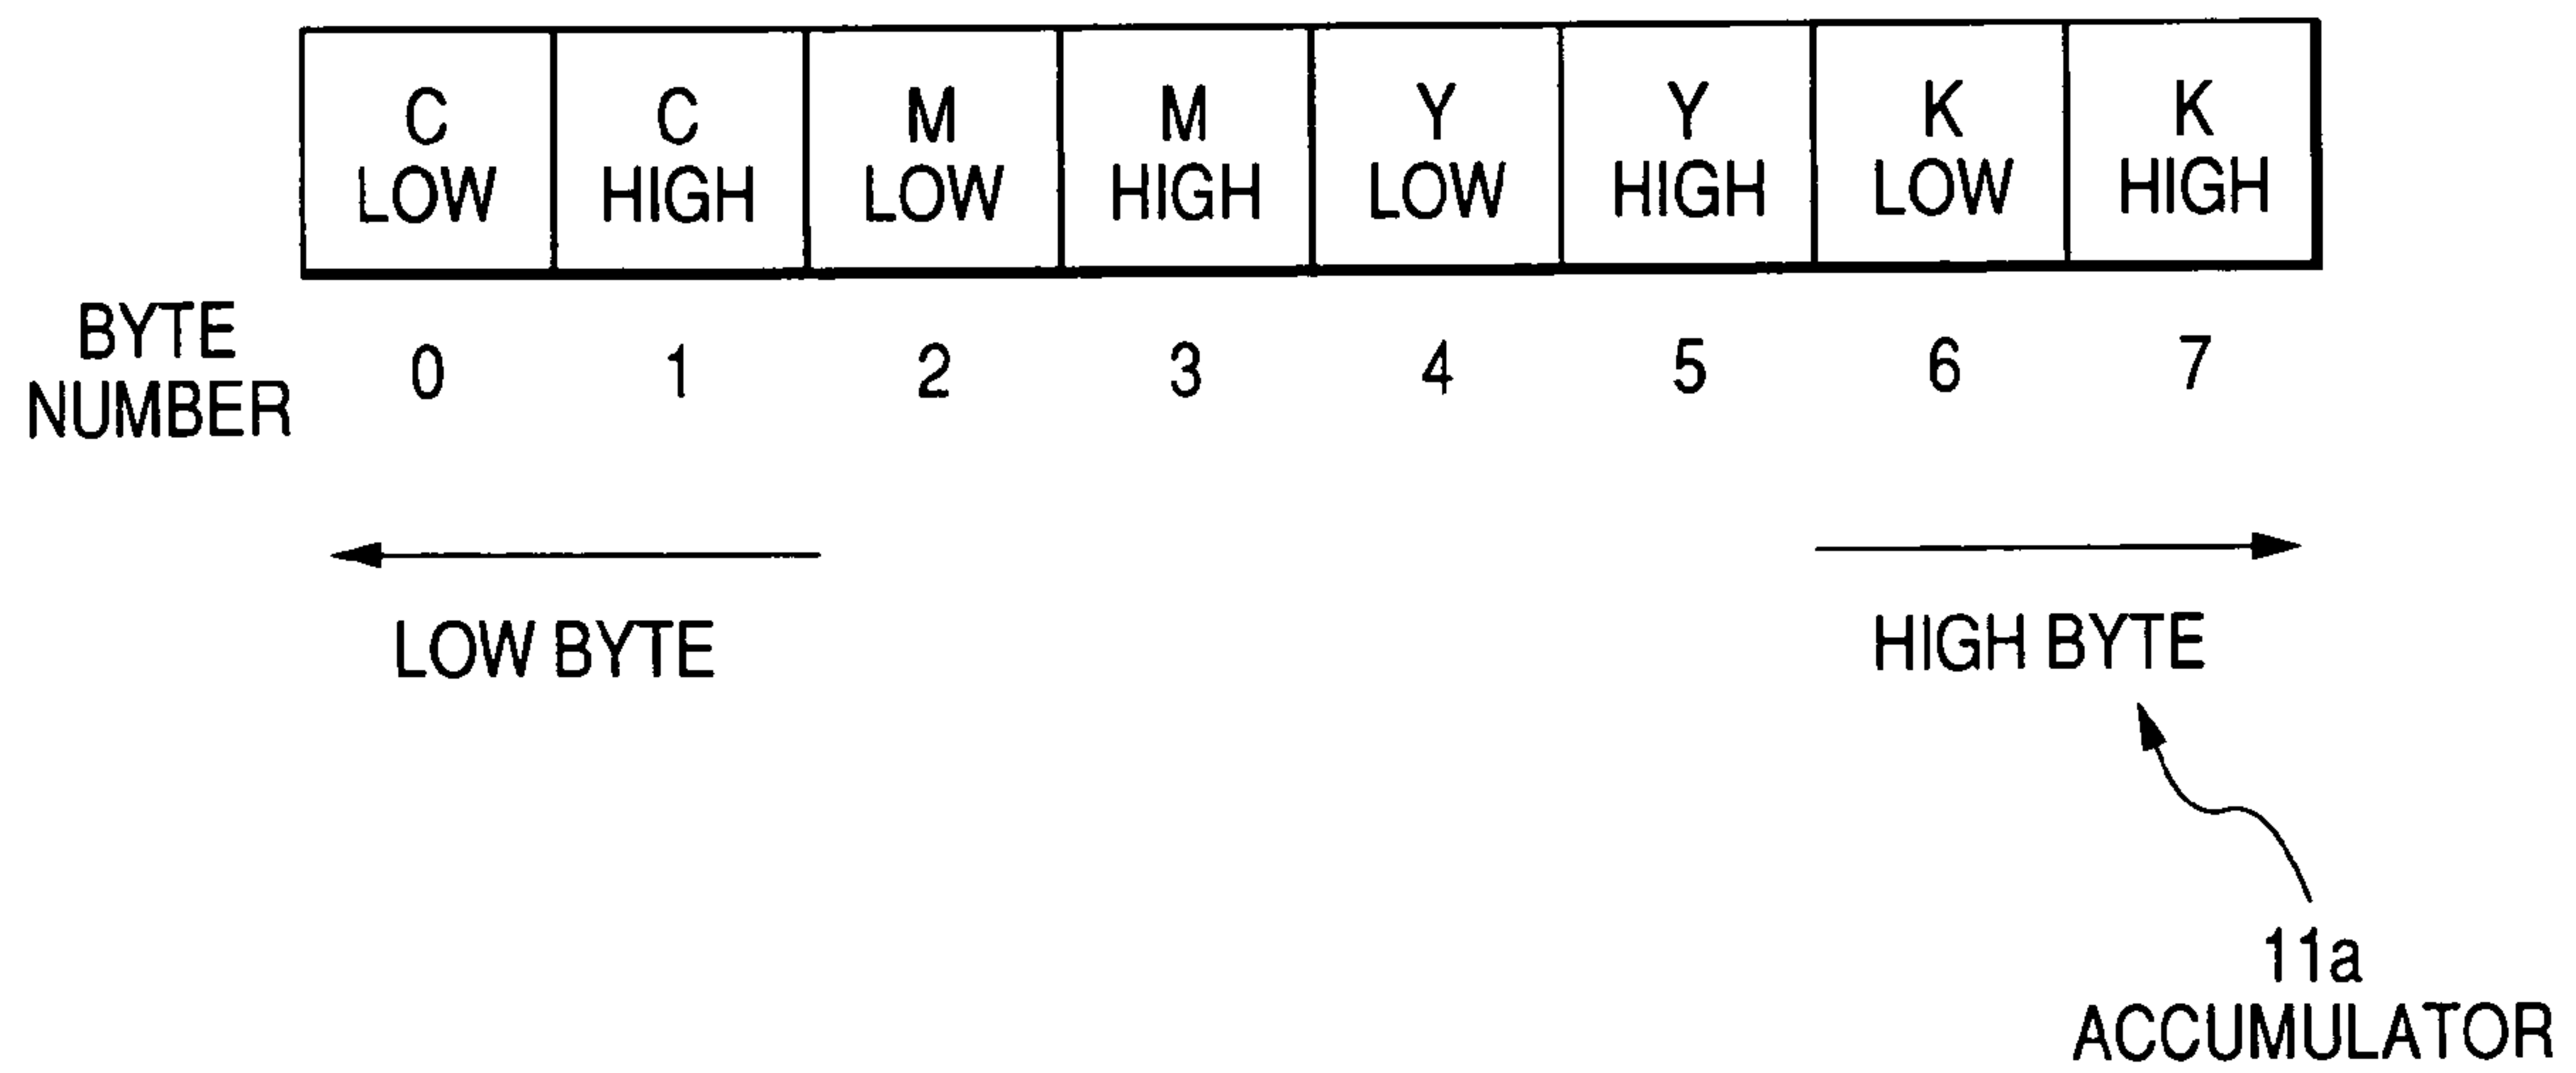 C C M M Y Y K K
LOW HIGH LOW HIGH LOW HIGH LOW HIGH
BYTE
NUMBER 0 1 2 3 4 5 6 7
LOW BYTE HIGH BYTE
11a
ACCUMULATOR